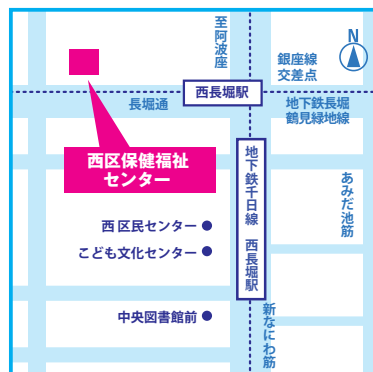 至阿波座
N
銀座線
交差点
西長堀駅
長堀通
地下鉄長堀
鶴見緑地線
西区保健福祉
センター
地下鉄千日線 西長堀駅
あみだ池筋
西区民センター
こども文化センター
中央図書館前
新なにわ筋